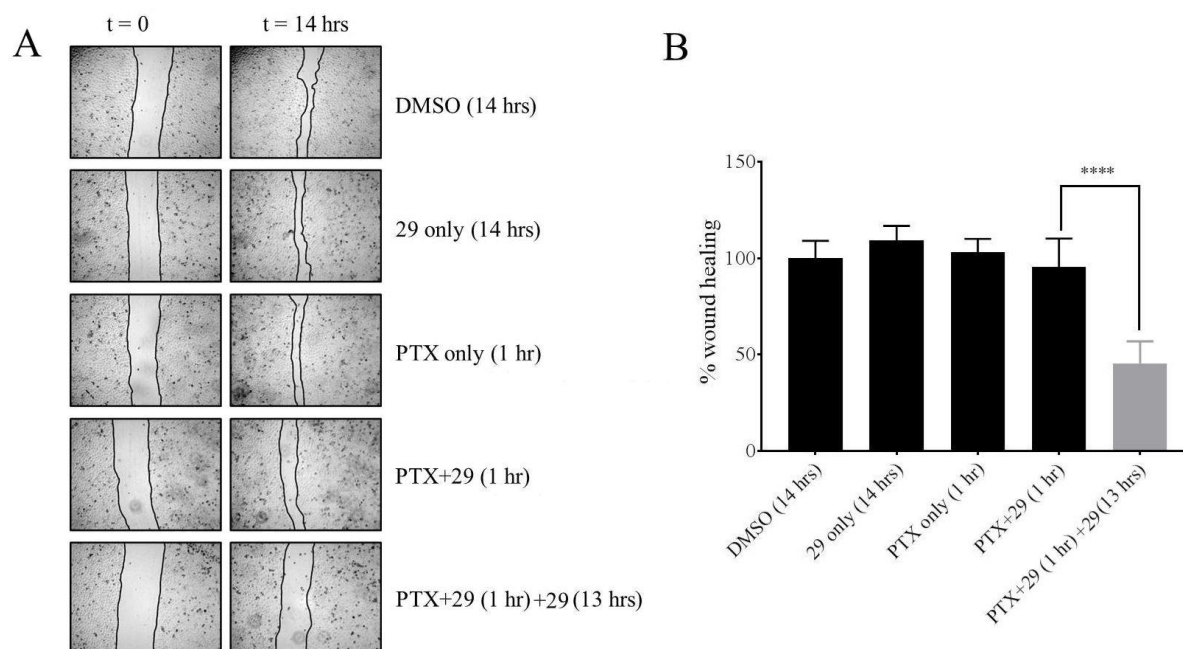 A
t = 0
t = 14 hrs
DMSO (14 hrs)
29 only (14 hrs)
PTX only (1 hr)
PTX+29 (1 hr)
PTX+29 (1 hr)+29 (13 hrs)
B
% wound healing
150
100
50
0
****
DMSO (14 hrs)
29 only (14 hrs)
PTX only (1 hr)
PTX+29 (1 hr)
PTX+29 (1 hr) +29 (13 hrs)